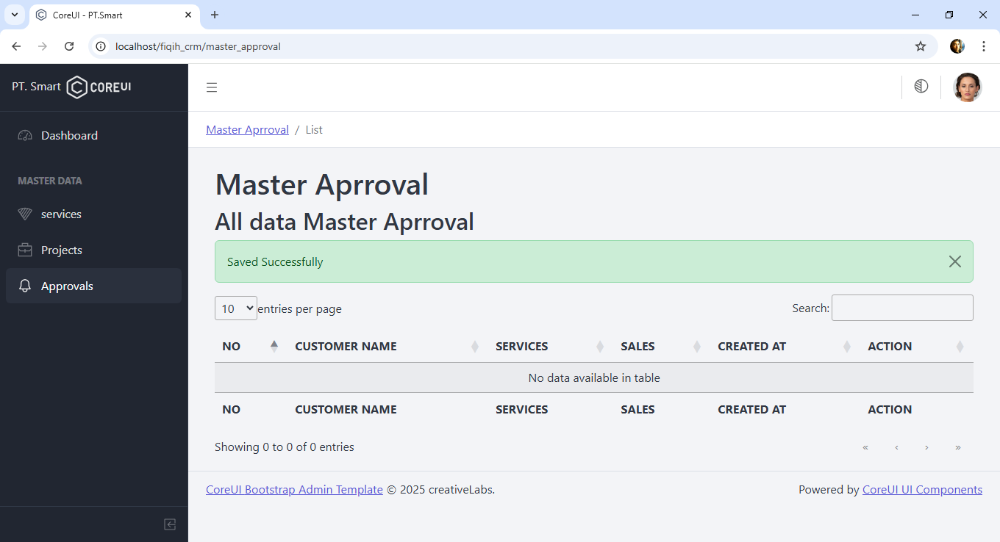 CoreUI - PT.Smart
localhost/fiqih_crm/master_approval
PT. Smart COREUI
Dashboard
MASTER DATA
services
Projects
Approvals
Master Aprroval / List
Master Aprroval
All data Master Aprroval
Saved Successfully
10 entries per page Search:
NO CUSTOMER NAME SERVICES SALES CREATED AT ACTION
No data available in table
NO CUSTOMER NAME SERVICES SALES CREATED AT ACTION
Showing 0 to 0 of 0 entries « ‹ › »
CoreUI Bootstrap Admin Template © 2025 creativeLabs. Powered by CoreUI UI Components